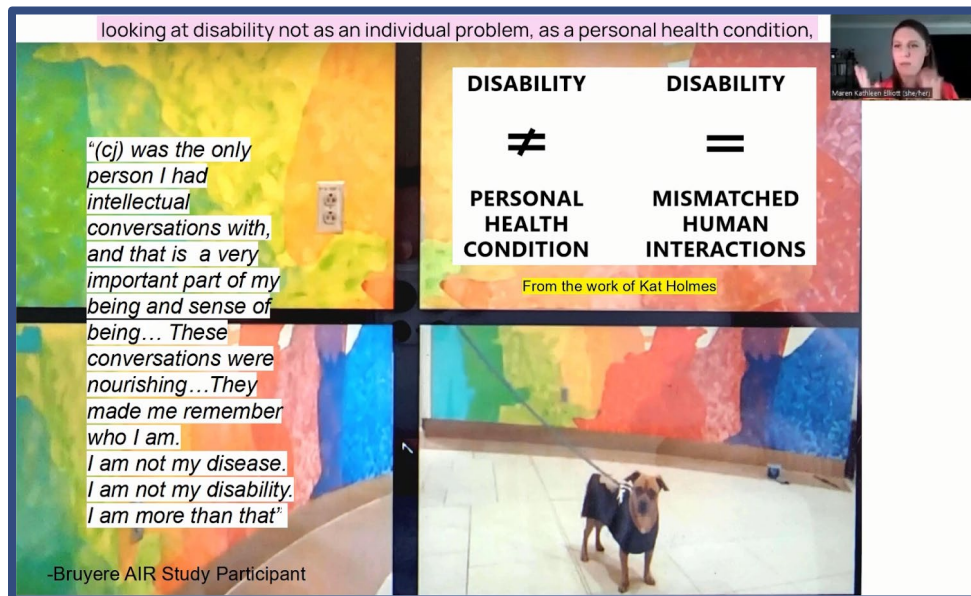 looking at disability not as an individual problem, as a personal health condition,
Maren Kathleen Elliott (she/her)
DISABILITY
≠
PERSONAL
HEALTH
CONDITION
DISABILITY
=
MISMATCHED
HUMAN
INTERACTIONS
From the work of Kat Holmes
“(cj) was the only
person I had
intellectual
conversations with,
and that is a very
important part of my
being and sense of
being… These
conversations were
nourishing…They
made me remember
who I am.
I am not my disease.
I am not my disability.
I am more than that”
-Bruyere AIR Study Participant